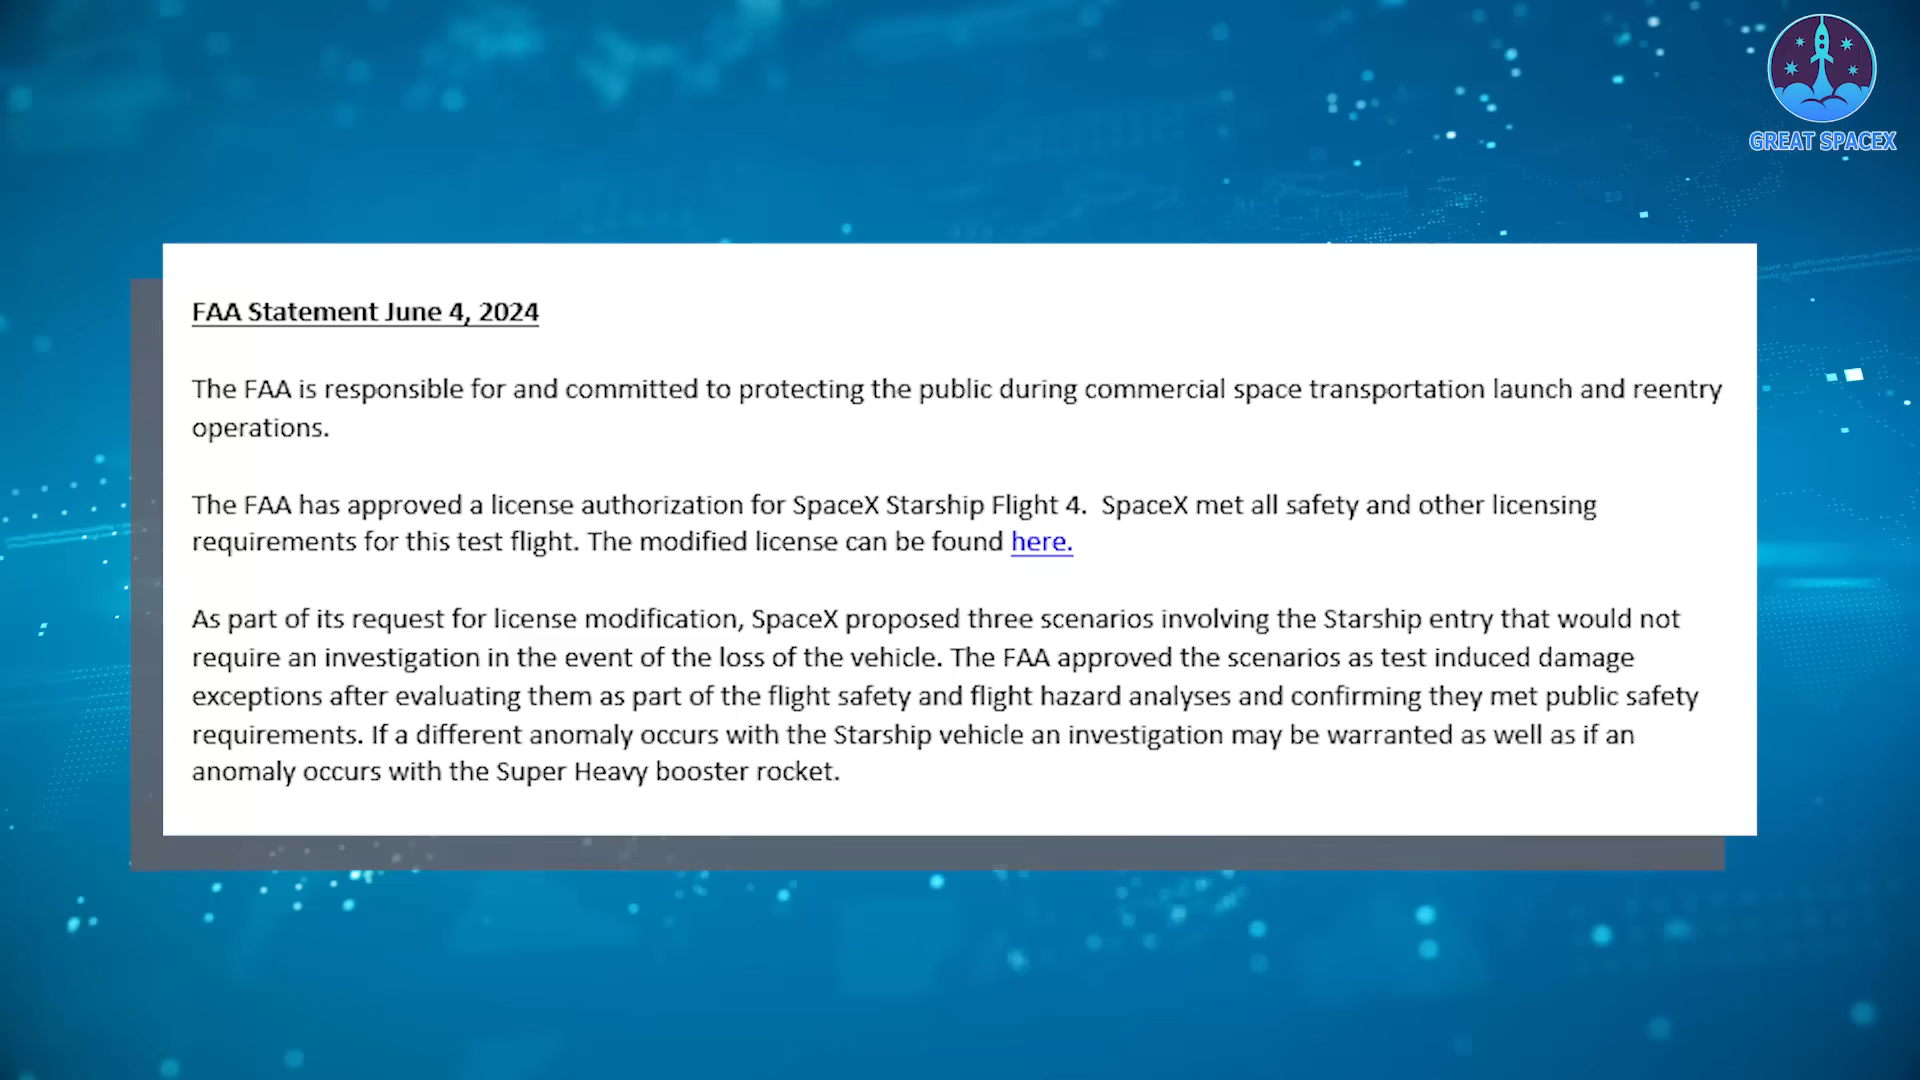 GREAT SPACEX
FAA Statement June 4, 2024
The FAA is responsible for and committed to protecting the public during commercial space transportation launch and reentry
operations.
The FAA has approved a license authorization for SpaceX Starship Flight 4.  SpaceX met all safety and other licensing
requirements for this test flight. The modified license can be found here.
As part of its request for license modification, SpaceX proposed three scenarios involving the Starship entry that would not
require an investigation in the event of the loss of the vehicle. The FAA approved the scenarios as test induced damage
exceptions after evaluating them as part of the flight safety and flight hazard analyses and confirming they met public safety
requirements. If a different anomaly occurs with the Starship vehicle an investigation may be warranted as well as if an
anomaly occurs with the Super Heavy booster rocket.